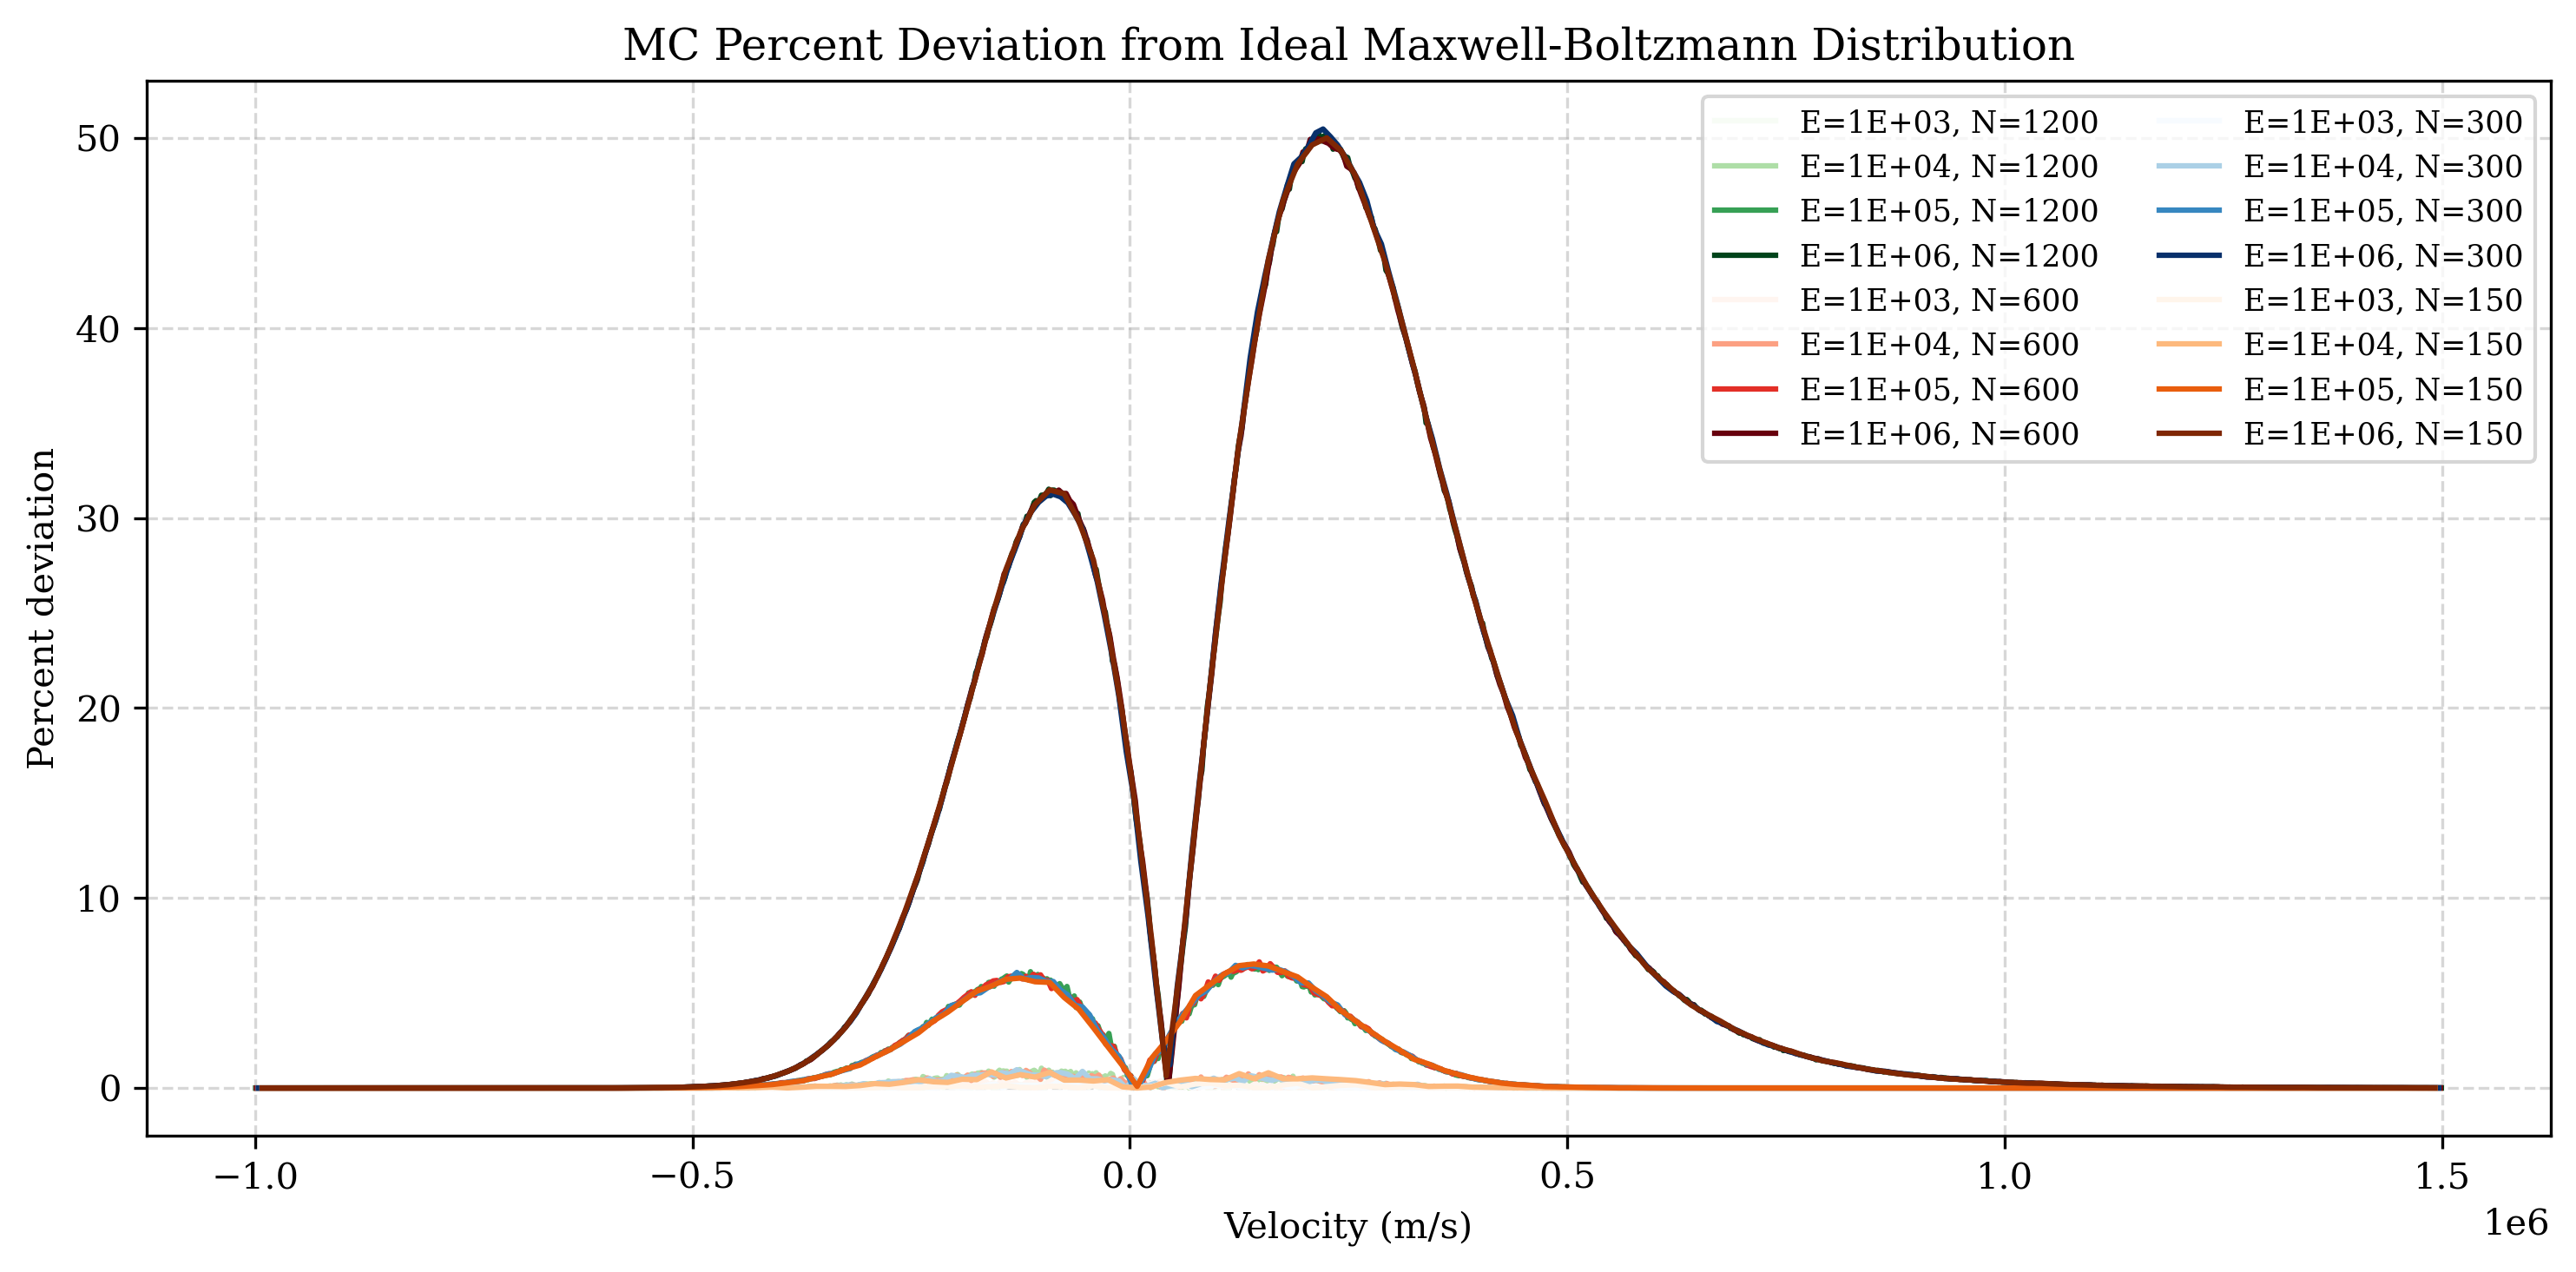 MC Percent Deviation from Ideal Maxwell-Boltzmann Distribution
E=1E+03, N=1200
E=1E+04, N=1200
E=1E+05, N=1200
E=1E+06, N=1200
E=1E+03, N=600
E=1E+04, N=600
E=1E+05, N=600
E=1E+06, N=600
E=1E+03, N=300
E=1E+04, N=300
E=1E+05, N=300
E=1E+06, N=300
E=1E+03, N=150
E=1E+04, N=150
E=1E+05, N=150
E=1E+06, N=150
Percent deviation
50
40
30
20
10
0
−1.0
−0.5
0.0
0.5
1.0
1.5
1e6
Velocity (m/s)